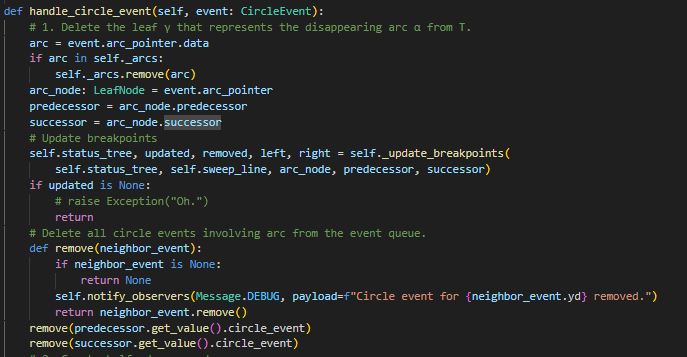 def handle_circle_event(self, event: CircleEvent):
    # 1. Delete the leaf γ that represents the disappearing arc α from T.
    arc = event.arc_pointer.data
    if arc in self._arcs:
        self._arcs.remove(arc)
    arc_node: LeafNode = event.arc_pointer
    predecessor = arc_node.predecessor
    successor = arc_node.successor
    # Update breakpoints
    self.status_tree, updated, removed, left, right = self._update_breakpoints(
        self.status_tree, self.sweep_line, arc_node, predecessor, successor)
    if updated is None:
        # raise Exception("Oh.")
        return
    # Delete all circle events involving arc from the event queue.
    def remove(neighbor_event):
        if neighbor_event is None:
            return None
        self.notify_observers(Message.DEBUG, payload=f"Circle event for {neighbor_event.yd} removed.")
        return neighbor_event.remove()
    remove(predecessor.get_value().circle_event)
    remove(successor.get_value().circle_event)